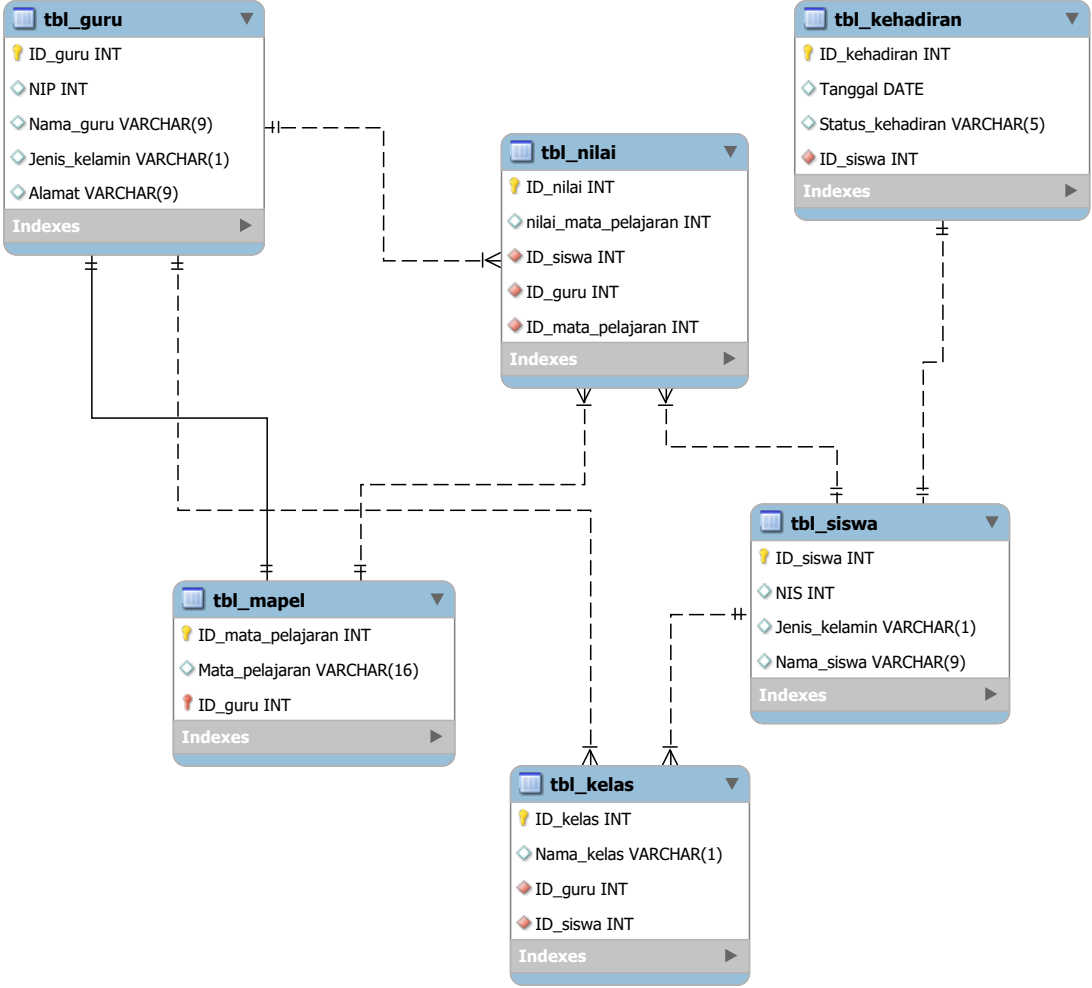 tbl_guru
ID_guru INT
NIP INT
Nama_guru VARCHAR(9)
Jenis_kelamin VARCHAR(1)
Alamat VARCHAR(9)
Indexes
tbl_kehadiran
ID_kehadiran INT
Tanggal DATE
Status_kehadiran VARCHAR(5)
ID_siswa INT
Indexes
tbl_nilai
ID_nilai INT
nilai_mata_pelajaran INT
ID_siswa INT
ID_guru INT
ID_mata_pelajaran INT
Indexes
tbl_siswa
ID_siswa INT
NIS INT
Jenis_kelamin VARCHAR(1)
Nama_siswa VARCHAR(9)
Indexes
tbl_mapel
ID_mata_pelajaran INT
Mata_pelajaran VARCHAR(16)
ID_guru INT
Indexes
tbl_kelas
ID_kelas INT
Nama_kelas VARCHAR(1)
ID_guru INT
ID_siswa INT
Indexes